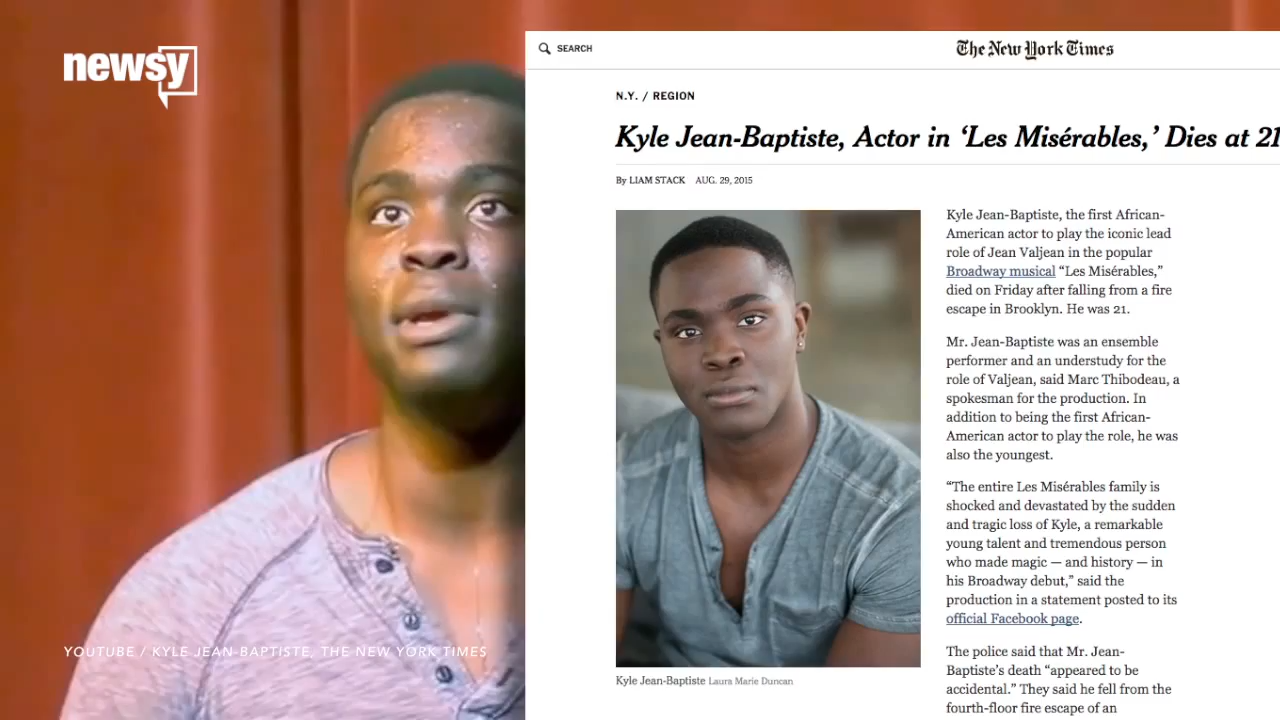 newsy
SEARCH
The New York Times
N.Y. / REGION
Kyle Jean-Baptiste, Actor in ‘Les Misérables,’ Dies at 21
By LIAM STACK AUG. 29, 2015
Kyle Jean-Baptiste, the first African-
American actor to play the iconic lead
role of Jean Valjean in the popular
Broadway musical “Les Misérables,”
died on Friday after falling from a fire
escape in Brooklyn. He was 21.
Mr. Jean-Baptiste was an ensemble
performer and an understudy for the
role of Valjean, said Marc Thibodeau, a
spokesman for the production. In
addition to being the first African-
American actor to play the role, he was
also the youngest.
“The entire Les Misérables family is
shocked and devastated by the sudden
and tragic loss of Kyle, a remarkable
young talent and tremendous person
who made magic — and history — in
his Broadway debut,” said the
production in a statement posted to its
official Facebook page.
The police said that Mr. Jean-
Baptiste’s death “appeared to be
accidental.” They said he fell from the
fourth-floor fire escape of an
Kyle Jean-Baptiste Laura Marie Duncan
YOUTUBE / KYLE JEAN-BAPTISTE, THE NEW YORK TIMES